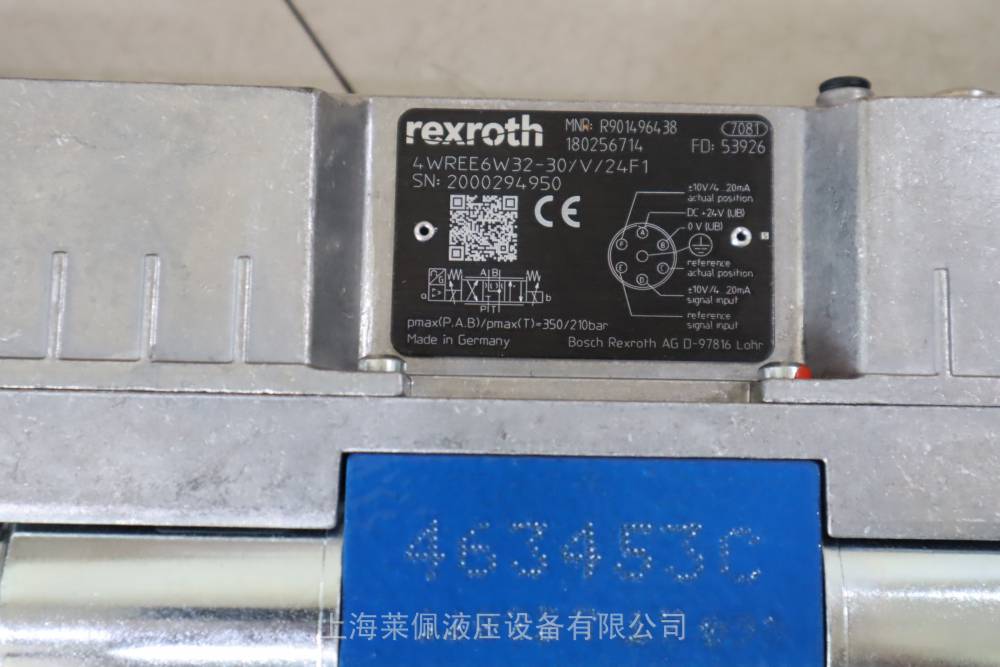 rexroth
MNR: R901496438
7081
180256714
FD: 53926
4WREE6W32-30/V/24F1
SN: 2000294950
CE
±10V/4...20mA
actual position
DC +24V (UB)
0 V (UB)
reference
actual position
±10V/4...20mA
signal input
reference
signal input
A
B
C
D
E
F
A B
a
b
P T
pmax(P,A,B)/pmax(T)=350/210bar
Made in Germany
Bosch Rexroth AG D-97816 Lohr
463453C
上海莱佩液压设备有限公司